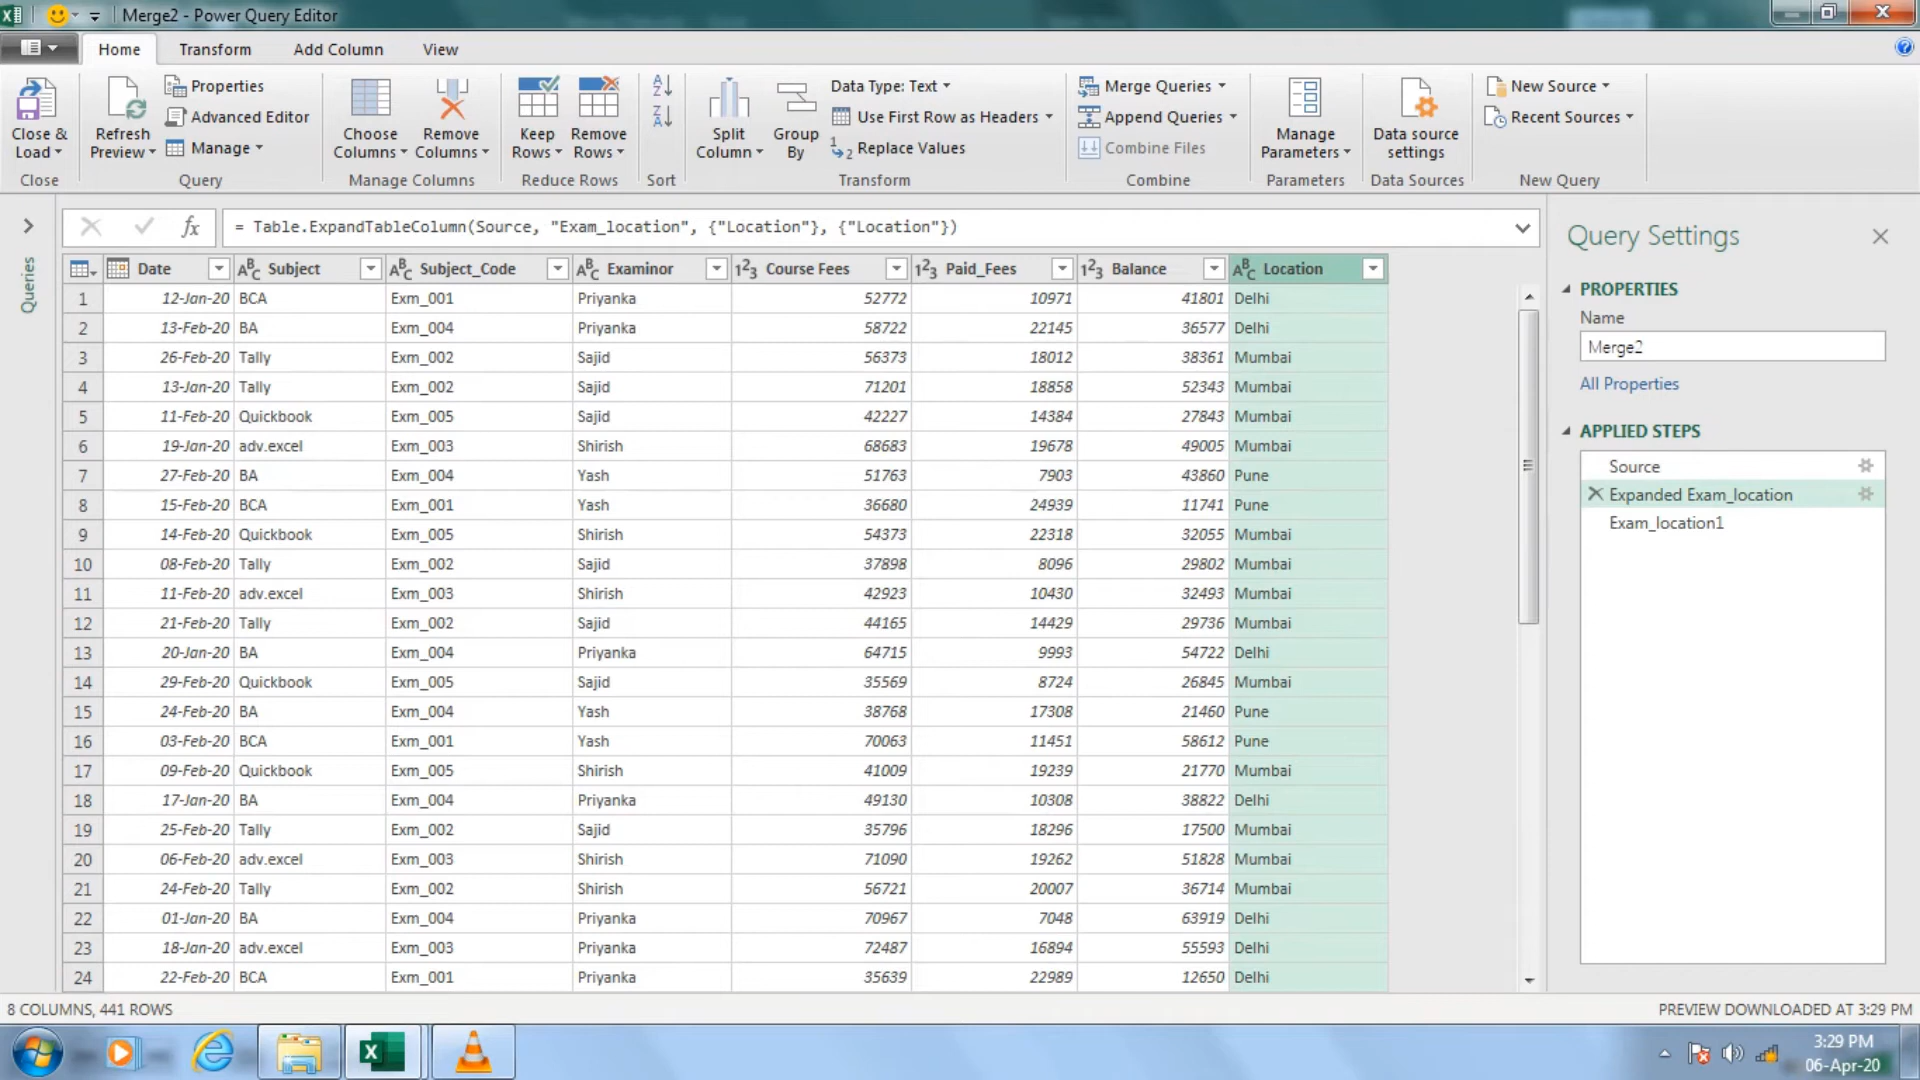 Merge2 - Power Query Editor
Home Transform Add Column View
Close & Load
Close
Refresh Preview
Properties
Advanced Editor
Manage
Query
Choose Columns
Remove Columns
Manage Columns
Keep Rows
Remove Rows
Reduce Rows
Sort
Split Column
Group By
Data Type: Text
Use First Row as Headers
Replace Values
Transform
Merge Queries
Append Queries
Combine Files
Combine
Manage Parameters
Parameters
Data source settings
Data Sources
New Source
Recent Sources
New Query
Queries
fx = Table.ExpandTableColumn(Source, "Exam_location", {"Location"}, {"Location"})
Date Subject Subject_Code Examinor Course Fees Paid_Fees Balance Location
1 12-Jan-20 BCA Exm_001 Priyanka 52772 10971 41801 Delhi
2 13-Feb-20 BA Exm_004 Priyanka 58722 22145 36577 Delhi
3 26-Feb-20 Tally Exm_002 Sajid 56373 18012 38361 Mumbai
4 13-Jan-20 Tally Exm_002 Sajid 71201 18858 52343 Mumbai
5 11-Feb-20 Quickbook Exm_005 Sajid 42227 14384 27843 Mumbai
6 19-Jan-20 adv.excel Exm_003 Shirish 68683 19678 49005 Mumbai
7 27-Feb-20 BA Exm_004 Yash 51763 7903 43860 Pune
8 15-Feb-20 BCA Exm_001 Yash 36680 24939 11741 Pune
9 14-Feb-20 Quickbook Exm_005 Shirish 54373 22318 32055 Mumbai
10 08-Feb-20 Tally Exm_002 Sajid 37898 8096 29802 Mumbai
11 11-Feb-20 adv.excel Exm_003 Shirish 42923 10430 32493 Mumbai
12 21-Feb-20 Tally Exm_002 Sajid 44165 14429 29736 Mumbai
13 20-Jan-20 BA Exm_004 Priyanka 64715 9993 54722 Delhi
14 29-Feb-20 Quickbook Exm_005 Sajid 35569 8724 26845 Mumbai
15 24-Feb-20 BA Exm_004 Yash 38768 17308 21460 Pune
16 03-Feb-20 BCA Exm_001 Yash 70063 11451 58612 Pune
17 09-Feb-20 Quickbook Exm_005 Shirish 41009 19239 21770 Mumbai
18 17-Jan-20 BA Exm_004 Priyanka 49130 10308 38822 Delhi
19 25-Feb-20 Tally Exm_002 Sajid 35796 18296 17500 Mumbai
20 06-Feb-20 adv.excel Exm_003 Shirish 71090 19262 51828 Mumbai
21 24-Feb-20 Tally Exm_002 Shirish 56721 20007 36714 Mumbai
22 01-Jan-20 BA Exm_004 Priyanka 70967 7048 63919 Delhi
23 18-Jan-20 adv.excel Exm_003 Priyanka 72487 16894 55593 Delhi
24 22-Feb-20 BCA Exm_001 Priyanka 35639 22989 12650 Delhi
Query Settings
PROPERTIES
Name
Merge2
All Properties
APPLIED STEPS
Source
Expanded Exam_location
Exam_location1
8 COLUMNS, 441 ROWS
PREVIEW DOWNLOADED AT 3:29 PM
3:29 PM
06-Apr-20